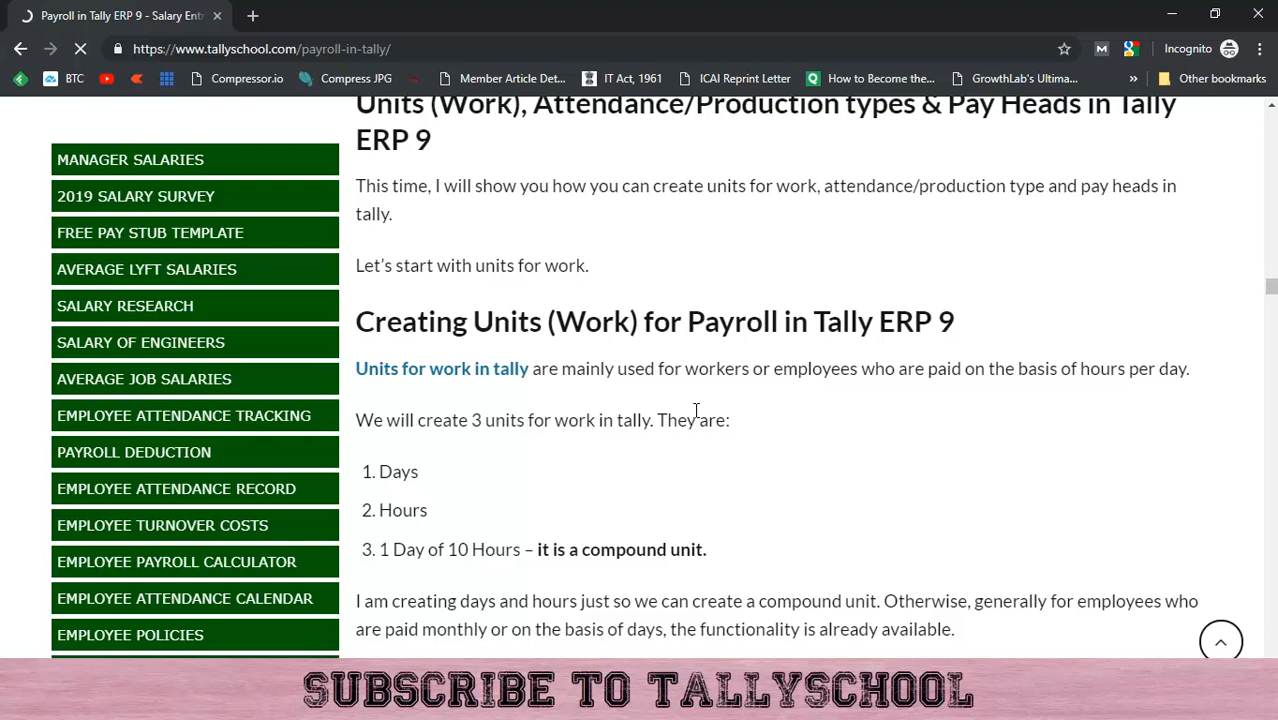 Payroll in Tally ERP 9 - Salary Ent
https://www.tallyschool.com/payroll-in-tally/
Incognito
BTC
Compressor.io
Compress JPG
Member Article Det...
IT Act, 1961
ICAI Reprint Letter
How to Become the...
GrowthLab's Ultima...
Other bookmarks
MANAGER SALARIES
2019 SALARY SURVEY
FREE PAY STUB TEMPLATE
AVERAGE LYFT SALARIES
SALARY RESEARCH
SALARY OF ENGINEERS
AVERAGE JOB SALARIES
EMPLOYEE ATTENDANCE TRACKING
PAYROLL DEDUCTION
EMPLOYEE ATTENDANCE RECORD
EMPLOYEE TURNOVER COSTS
EMPLOYEE PAYROLL CALCULATOR
EMPLOYEE ATTENDANCE CALENDAR
EMPLOYEE POLICIES
Units (Work), Attendance/Production types & Pay Heads in Tally
ERP 9
This time, I will show you how you can create units for work, attendance/production type and pay heads in
tally.
Let's start with units for work.
Creating Units (Work) for Payroll in Tally ERP 9
Units for work in tally are mainly used for workers or employees who are paid on the basis of hours per day.
We will create 3 units for work in tally. They are:
1. Days
2. Hours
3. 1 Day of 10 Hours – it is a compound unit.
I am creating days and hours just so we can create a compound unit. Otherwise, generally for employees who
are paid monthly or on the basis of days, the functionality is already available.
SUBSCRIBE TO TALLYSCHOOL